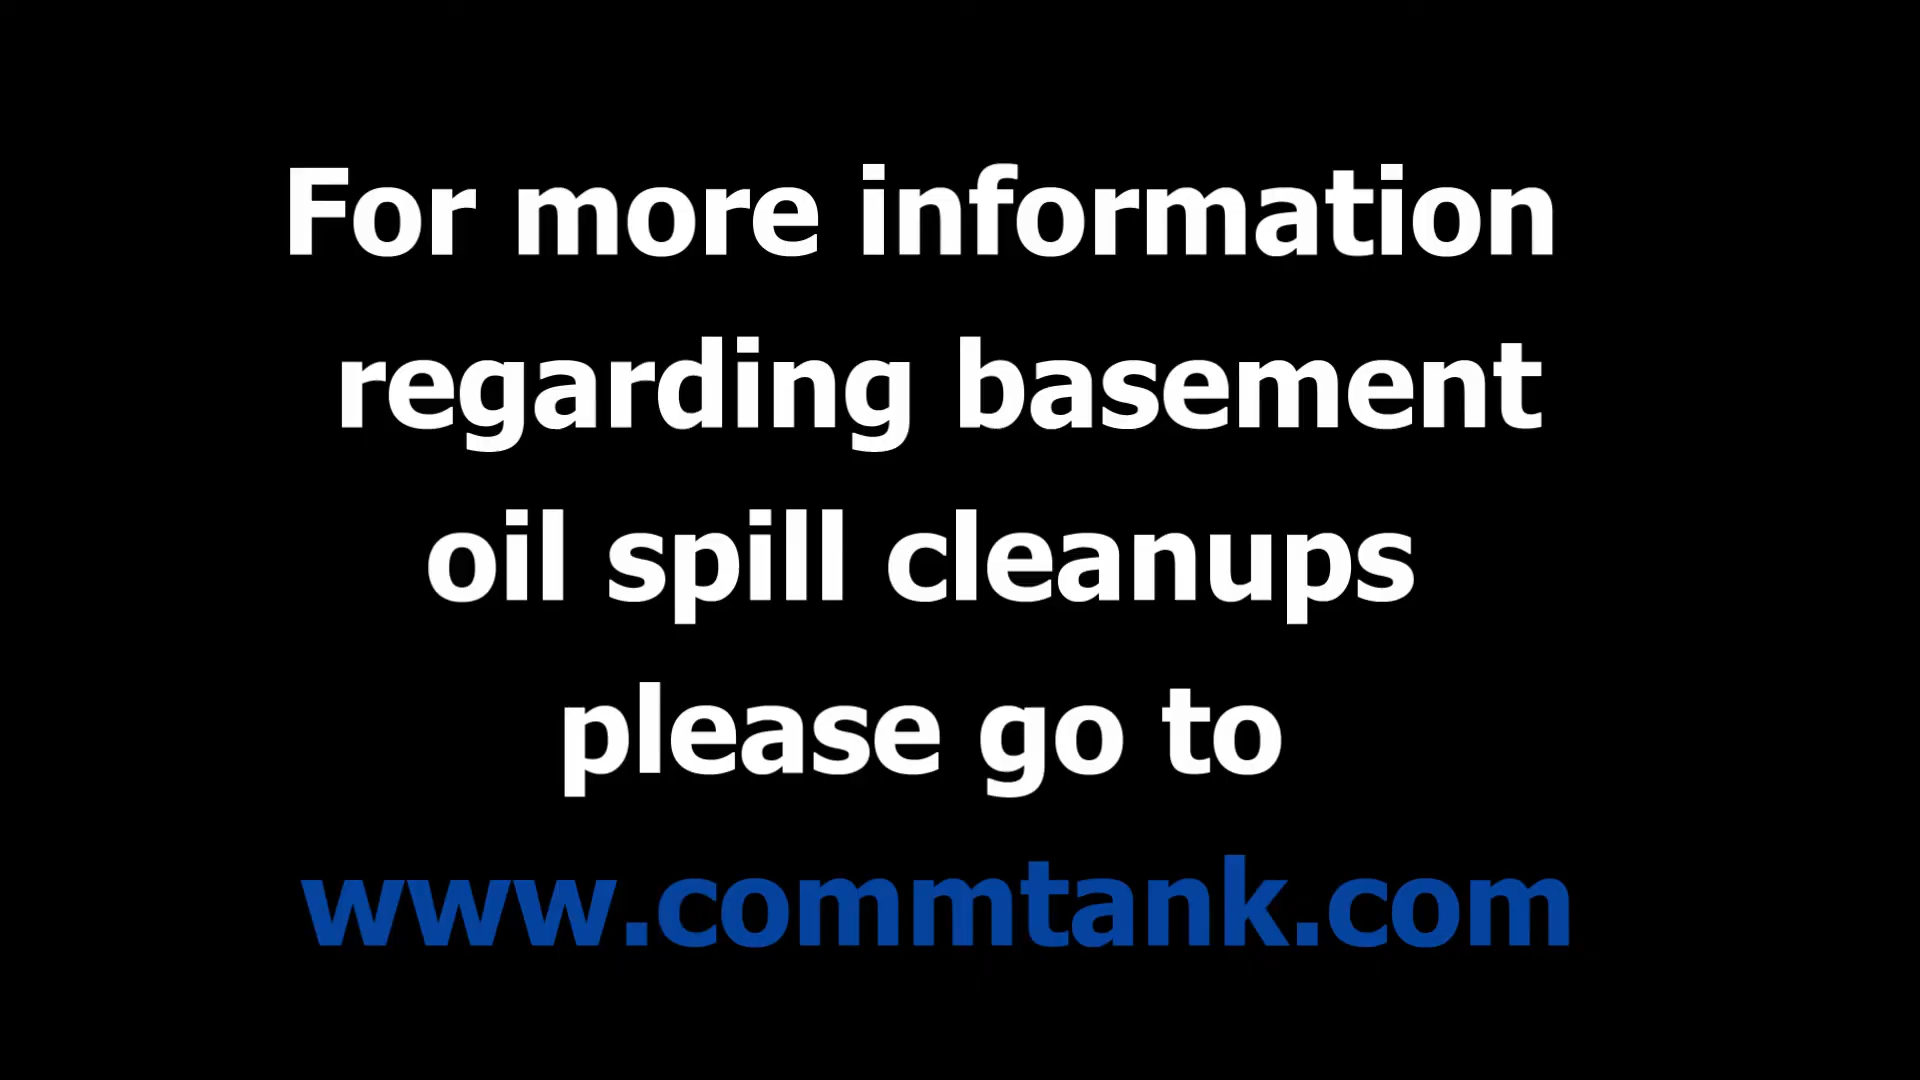 For more information
regarding basement
oil spill cleanups
please go to
www.commtank.com